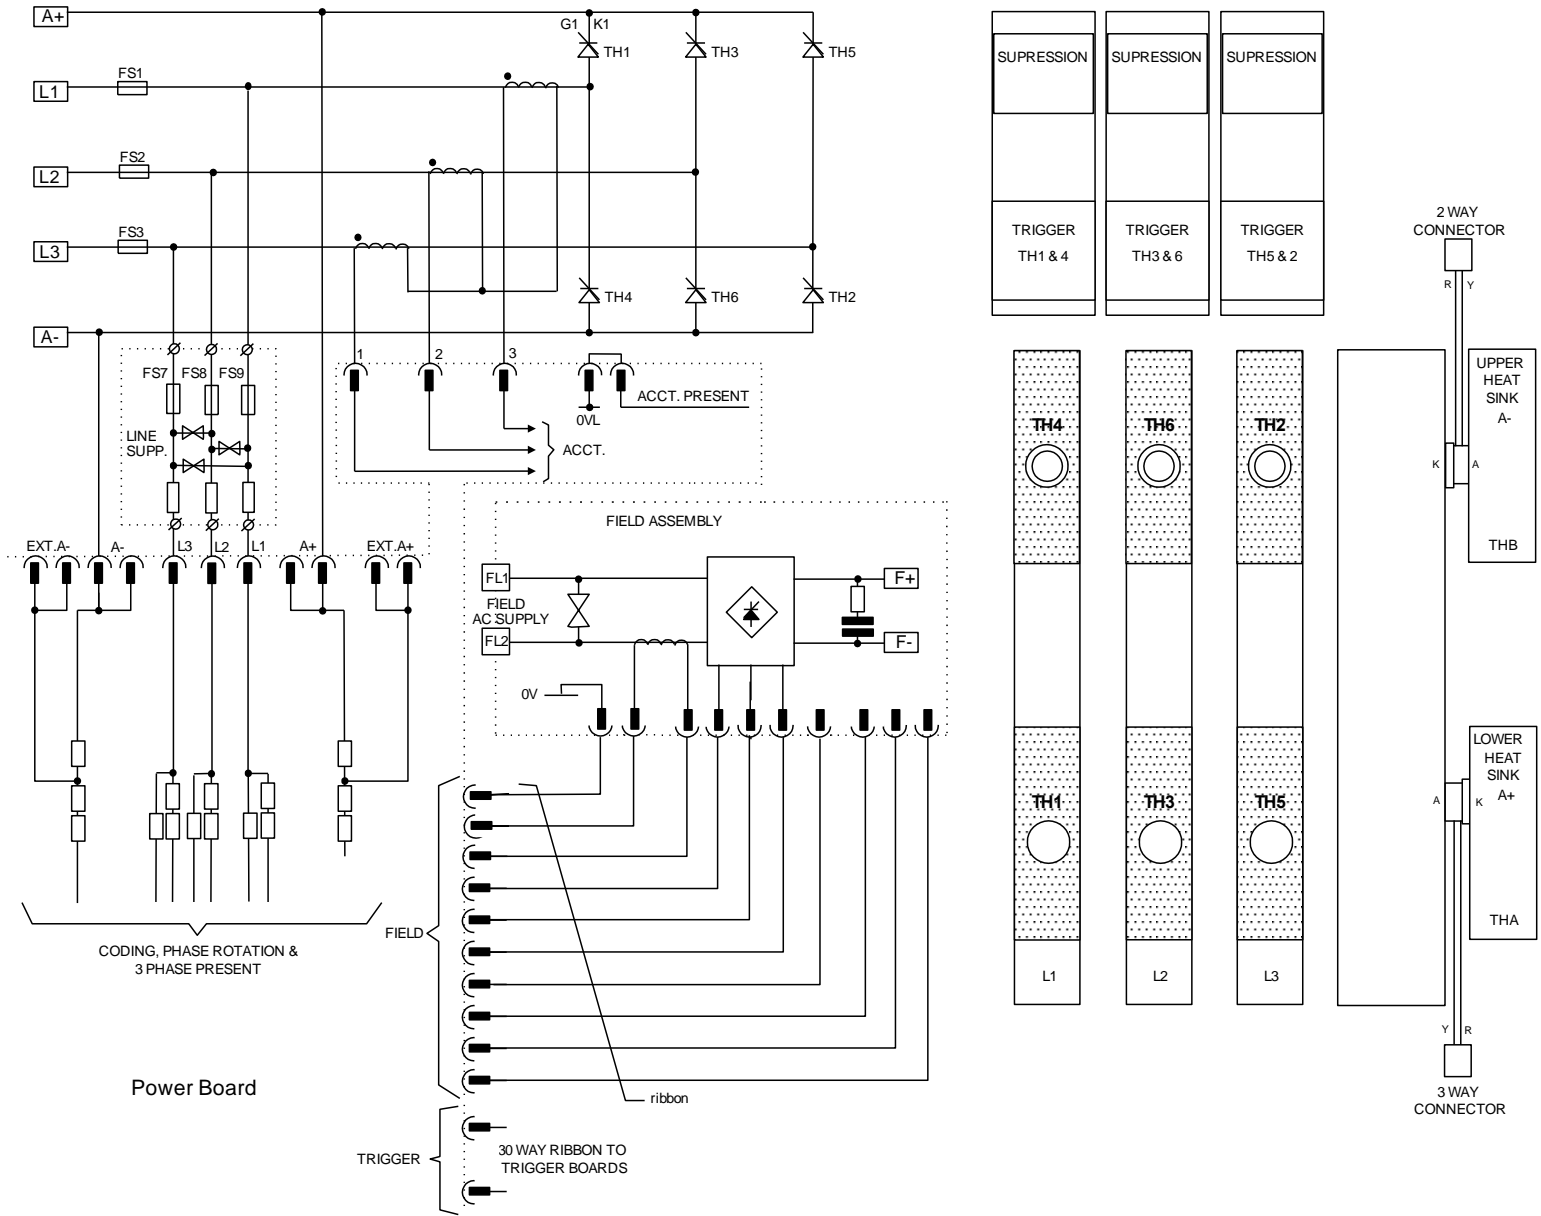 A+
G1 K1
TH1
TH3
TH5
FS1
L1
FS2
L2
FS3
L3
TH4
TH6
TH2
A-
1
2
3
FS7 FS8 FS9
ACCT. PRESENT
0VL
LINE
SUPP.
ACCT.
EXT.A-
A-
L3
L2
L1
A+
EXT.A+
FIELD ASSEMBLY
FL1
F+
FIELD
AC SUPPLY
FL2
F-
0V
FIELD
CODING, PHASE ROTATION &
3 PHASE PRESENT
Power Board
ribbon
TRIGGER
30 WAY RIBBON TO
TRIGGER BOARDS
SUPRESSION
SUPRESSION
SUPRESSION
TRIGGER
TH1 & 4
TRIGGER
TH3 & 6
TRIGGER
TH5 & 2
2 WAY
CONNECTOR
R Y
TH4
TH6
TH2
UPPER
HEAT
SINK
A-
K A
THB
TH1
TH3
TH5
LOWER
HEAT
SINK
A+
A K
THA
L1
L2
L3
Y R
3 WAY
CONNECTOR